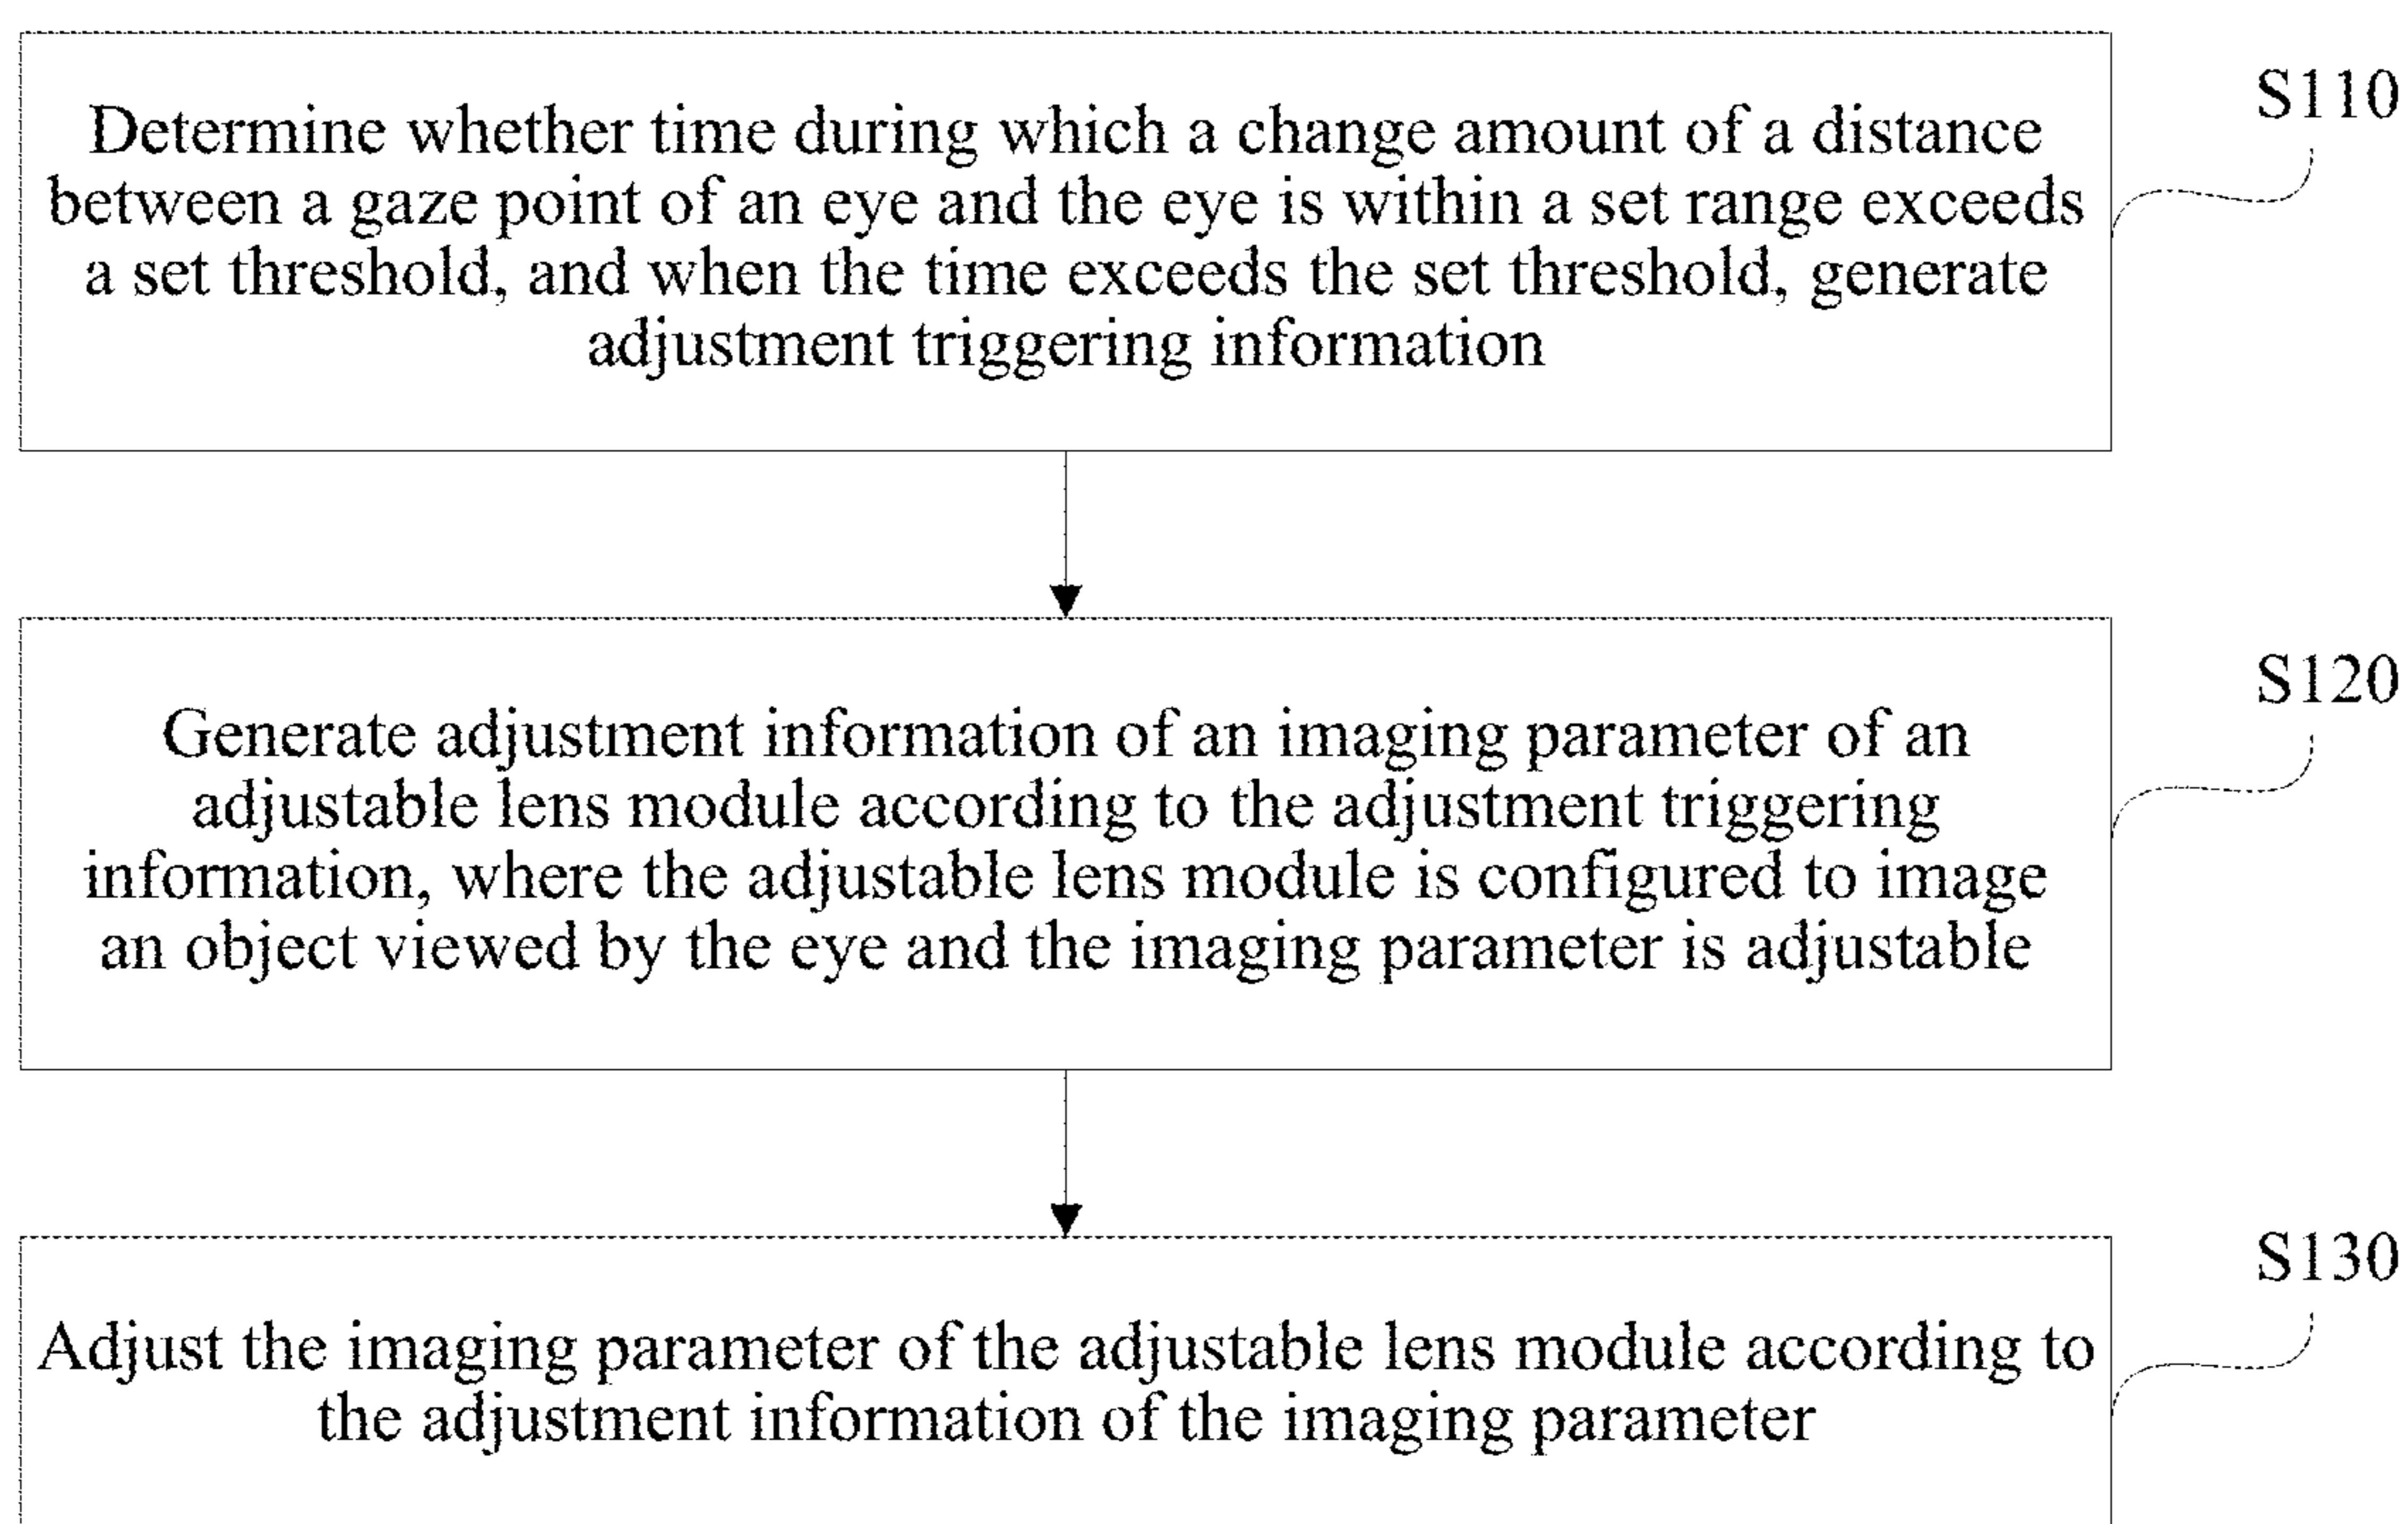 Determine whether time during which a change amount of a distance
between a gaze point of an eye and the eye is within a set range exceeds
a set threshold, and when the time exceeds the set threshold, generate
adjustment triggering information
S110
Generate adjustment information of an imaging parameter of an
adjustable lens module according to the adjustment triggering
information, where the adjustable lens module is configured to image
an object viewed by the eye and the imaging parameter is adjustable
S120
Adjust the imaging parameter of the adjustable lens module according to
the adjustment information of the imaging parameter
S130